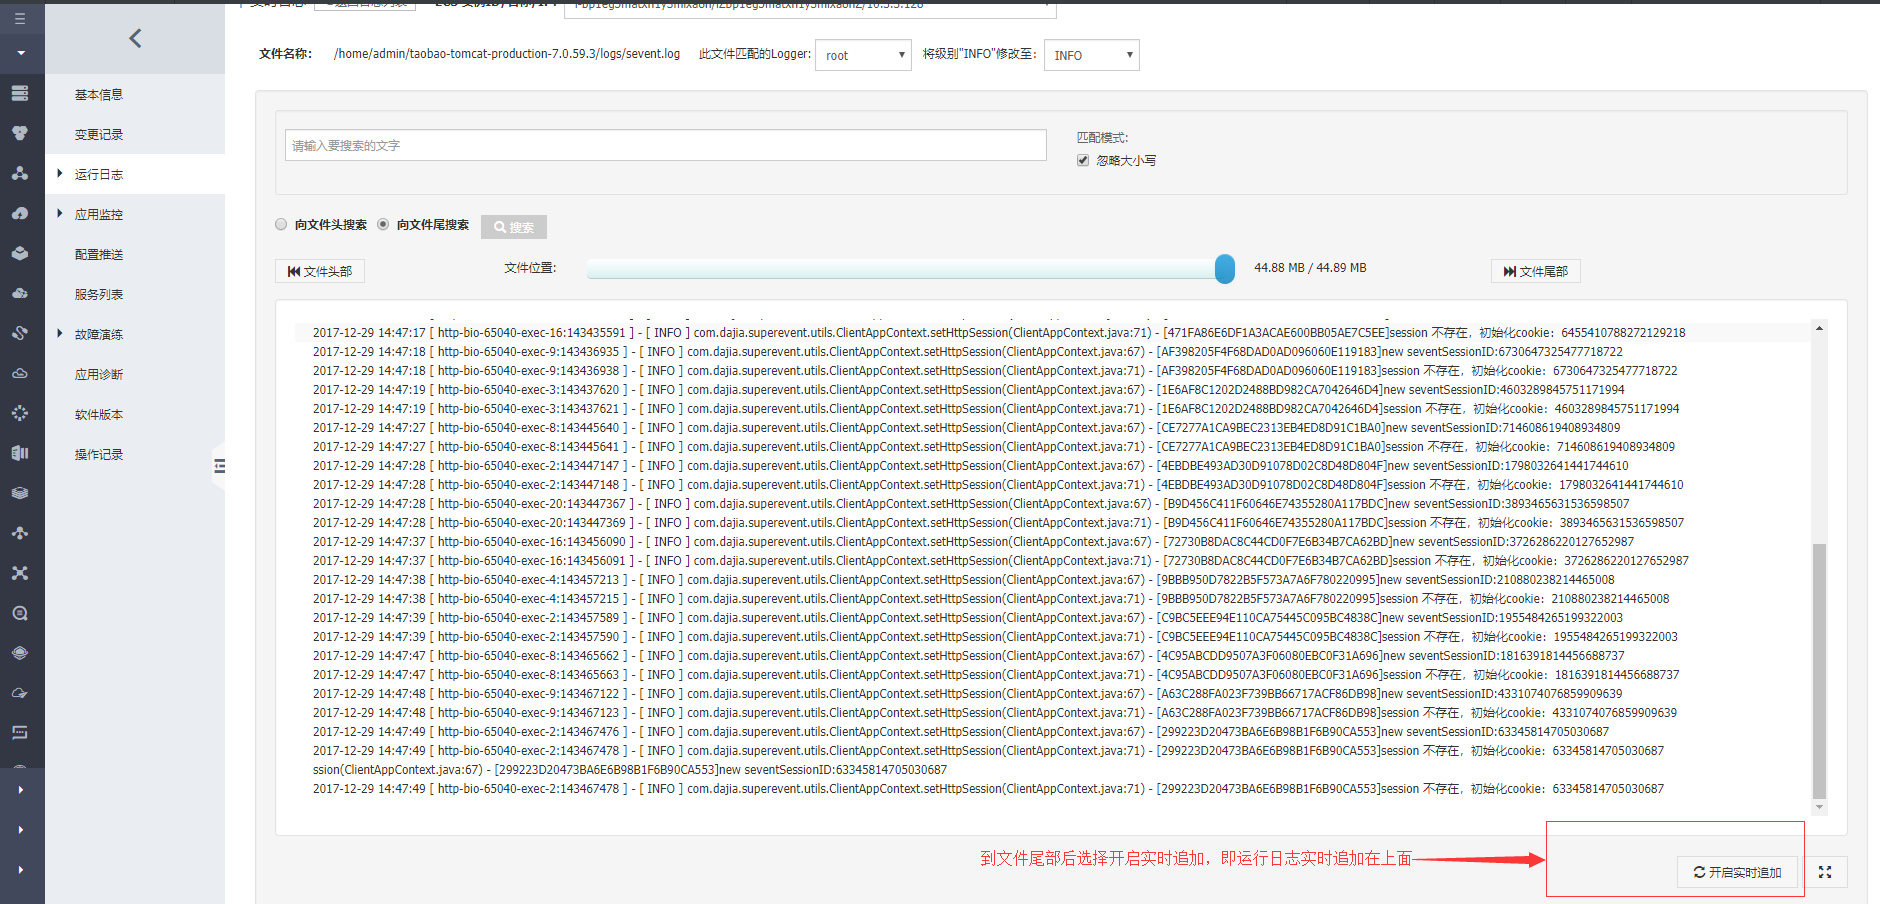 文件名称： /home/admin/taobao-tomcat-production-7.0.59.3/logs/sevent.log 此文件匹配的Logger: root 将级别"INFO"修改至： INFO
基本信息
变更记录
运行日志
应用监控
配置推送
服务列表
故障演练
应用诊断
软件版本
操作记录
请输入要搜索的文字
匹配模式：
忽略大小写
向文件头搜索 向文件尾搜索 搜索
文件头部 文件位置： 44.88 MB / 44.89 MB 文件尾部
2017-12-29 14:47:17 [ http-bio-65040-exec-16:143435591 ] - [ INFO ] com.dajia.superevent.utils.ClientAppContext.setHttpSession(ClientAppContext.java:71) - [471FA86E6DF1A3ACAE600BB05AE7C5EE]session 不存在，初始化cookie：6455410788272129218
2017-12-29 14:47:18 [ http-bio-65040-exec-9:143436935 ] - [ INFO ] com.dajia.superevent.utils.ClientAppContext.setHttpSession(ClientAppContext.java:67) - [AF398205F4F68DAD0AD096060E119183]new seventSessionID:6730647325477718722
2017-12-29 14:47:18 [ http-bio-65040-exec-9:143436938 ] - [ INFO ] com.dajia.superevent.utils.ClientAppContext.setHttpSession(ClientAppContext.java:71) - [AF398205F4F68DAD0AD096060E119183]session 不存在，初始化cookie：6730647325477718722
2017-12-29 14:47:19 [ http-bio-65040-exec-3:143437620 ] - [ INFO ] com.dajia.superevent.utils.ClientAppContext.setHttpSession(ClientAppContext.java:67) - [1E6AF8C1202D2488BD982CA7042646D4]new seventSessionID:4603289845751171994
2017-12-29 14:47:19 [ http-bio-65040-exec-3:143437621 ] - [ INFO ] com.dajia.superevent.utils.ClientAppContext.setHttpSession(ClientAppContext.java:71) - [1E6AF8C1202D2488BD982CA7042646D4]session 不存在，初始化cookie：4603289845751171994
2017-12-29 14:47:27 [ http-bio-65040-exec-8:143445640 ] - [ INFO ] com.dajia.superevent.utils.ClientAppContext.setHttpSession(ClientAppContext.java:67) - [CE7277A1CA9BEC2313EB4ED8D91C1BA0]new seventSessionID:714608619408934809
2017-12-29 14:47:27 [ http-bio-65040-exec-8:143445641 ] - [ INFO ] com.dajia.superevent.utils.ClientAppContext.setHttpSession(ClientAppContext.java:71) - [CE7277A1CA9BEC2313EB4ED8D91C1BA0]session 不存在，初始化cookie：714608619408934809
2017-12-29 14:47:28 [ http-bio-65040-exec-2:143447147 ] - [ INFO ] com.dajia.superevent.utils.ClientAppContext.setHttpSession(ClientAppContext.java:67) - [4EBDBE493AD30D91078D02C8D48D804F]new seventSessionID:1798032641441744610
2017-12-29 14:47:28 [ http-bio-65040-exec-2:143447148 ] - [ INFO ] com.dajia.superevent.utils.ClientAppContext.setHttpSession(ClientAppContext.java:71) - [4EBDBE493AD30D91078D02C8D48D804F]session 不存在，初始化cookie：1798032641441744610
2017-12-29 14:47:28 [ http-bio-65040-exec-20:143447367 ] - [ INFO ] com.dajia.superevent.utils.ClientAppContext.setHttpSession(ClientAppContext.java:67) - [B9D456C411F60646E74355280A117BDC]new seventSessionID:3893465631536598507
2017-12-29 14:47:28 [ http-bio-65040-exec-20:143447369 ] - [ INFO ] com.dajia.superevent.utils.ClientAppContext.setHttpSession(ClientAppContext.java:71) - [B9D456C411F60646E74355280A117BDC]session 不存在，初始化cookie：3893465631536598507
2017-12-29 14:47:37 [ http-bio-65040-exec-16:143456090 ] - [ INFO ] com.dajia.superevent.utils.ClientAppContext.setHttpSession(ClientAppContext.java:67) - [72730B8DAC8C44CD0F7E6B34B7CA62BD]new seventSessionID:3726286220127652987
2017-12-29 14:47:37 [ http-bio-65040-exec-16:143456091 ] - [ INFO ] com.dajia.superevent.utils.ClientAppContext.setHttpSession(ClientAppContext.java:71) - [72730B8DAC8C44CD0F7E6B34B7CA62BD]session 不存在，初始化cookie：3726286220127652987
2017-12-29 14:47:38 [ http-bio-65040-exec-4:143457213 ] - [ INFO ] com.dajia.superevent.utils.ClientAppContext.setHttpSession(ClientAppContext.java:67) - [9BBB950D7822B5F573A7A6F780220995]new seventSessionID:210880238214465008
2017-12-29 14:47:38 [ http-bio-65040-exec-4:143457215 ] - [ INFO ] com.dajia.superevent.utils.ClientAppContext.setHttpSession(ClientAppContext.java:71) - [9BBB950D7822B5F573A7A6F780220995]session 不存在，初始化cookie：210880238214465008
2017-12-29 14:47:39 [ http-bio-65040-exec-2:143457589 ] - [ INFO ] com.dajia.superevent.utils.ClientAppContext.setHttpSession(ClientAppContext.java:67) - [C9BC5EEE94E110CA75445C095BC4838C]new seventSessionID:1955484265199322003
2017-12-29 14:47:39 [ http-bio-65040-exec-2:143457590 ] - [ INFO ] com.dajia.superevent.utils.ClientAppContext.setHttpSession(ClientAppContext.java:71) - [C9BC5EEE94E110CA75445C095BC4838C]session 不存在，初始化cookie：1955484265199322003
2017-12-29 14:47:47 [ http-bio-65040-exec-8:143465662 ] - [ INFO ] com.dajia.superevent.utils.ClientAppContext.setHttpSession(ClientAppContext.java:67) - [4C95ABCDD9507A3F06080EBC0F31A696]new seventSessionID:1816391814456688737
2017-12-29 14:47:47 [ http-bio-65040-exec-8:143465663 ] - [ INFO ] com.dajia.superevent.utils.ClientAppContext.setHttpSession(ClientAppContext.java:71) - [4C95ABCDD9507A3F06080EBC0F31A696]session 不存在，初始化cookie：1816391814456688737
2017-12-29 14:47:48 [ http-bio-65040-exec-9:143467122 ] - [ INFO ] com.dajia.superevent.utils.ClientAppContext.setHttpSession(ClientAppContext.java:67) - [A63C288FA023F739BB66717ACF86DB98]new seventSessionID:4331074076859909639
2017-12-29 14:47:48 [ http-bio-65040-exec-9:143467123 ] - [ INFO ] com.dajia.superevent.utils.ClientAppContext.setHttpSession(ClientAppContext.java:71) - [A63C288FA023F739BB66717ACF86DB98]session 不存在，初始化cookie：4331074076859909639
2017-12-29 14:47:49 [ http-bio-65040-exec-2:143467476 ] - [ INFO ] com.dajia.superevent.utils.ClientAppContext.setHttpSession(ClientAppContext.java:67) - [299223D20473BA6E6B98B1F6B90CA553]new seventSessionID:63345814705030687
2017-12-29 14:47:49 [ http-bio-65040-exec-2:143467478 ] - [ INFO ] com.dajia.superevent.utils.ClientAppContext.setHttpSession(ClientAppContext.java:71) - [299223D20473BA6E6B98B1F6B90CA553]session 不存在，初始化cookie：63345814705030687
ssion(ClientAppContext.java:67) - [299223D20473BA6E6B98B1F6B90CA553]new seventSessionID:63345814705030687
2017-12-29 14:47:49 [ http-bio-65040-exec-2:143467478 ] - [ INFO ] com.dajia.superevent.utils.ClientAppContext.setHttpSession(ClientAppContext.java:71) - [299223D20473BA6E6B98B1F6B90CA553]session 不存在，初始化cookie：63345814705030687
到文件尾部后选择开启实时追加，即运行日志实时追加在上面
开启实时追加